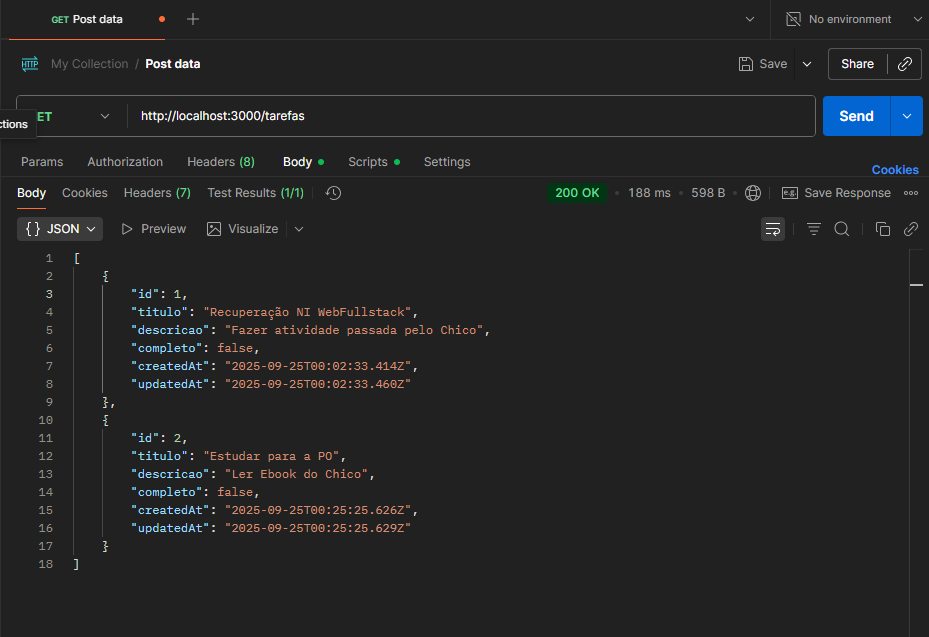 GET Post data
No environment
My Collection / Post data
Save
Share
ET
ctions
http://localhost:3000/tarefas
Send
Params Authorization Headers (8) Body Scripts Settings
Cookies
Body Cookies Headers (7) Test Results (1/1) 200 OK 188 ms 598 B e.g. Save Response
{} JSON Preview Visualize
1 [
2 {
3 "id": 1,
4 "titulo": "Recuperação NI WebFullstack",
5 "descricao": "Fazer atividade passada pelo Chico",
6 "completo": false,
7 "createdAt": "2025-09-25T00:02:33.414Z",
8 "updatedAt": "2025-09-25T00:02:33.460Z"
9 },
10 {
11 "id": 2,
12 "titulo": "Estudar para a PO",
13 "descricao": "Ler Ebook do Chico",
14 "completo": false,
15 "createdAt": "2025-09-25T00:25:25.626Z",
16 "updatedAt": "2025-09-25T00:25:25.629Z"
17 }
18 ]